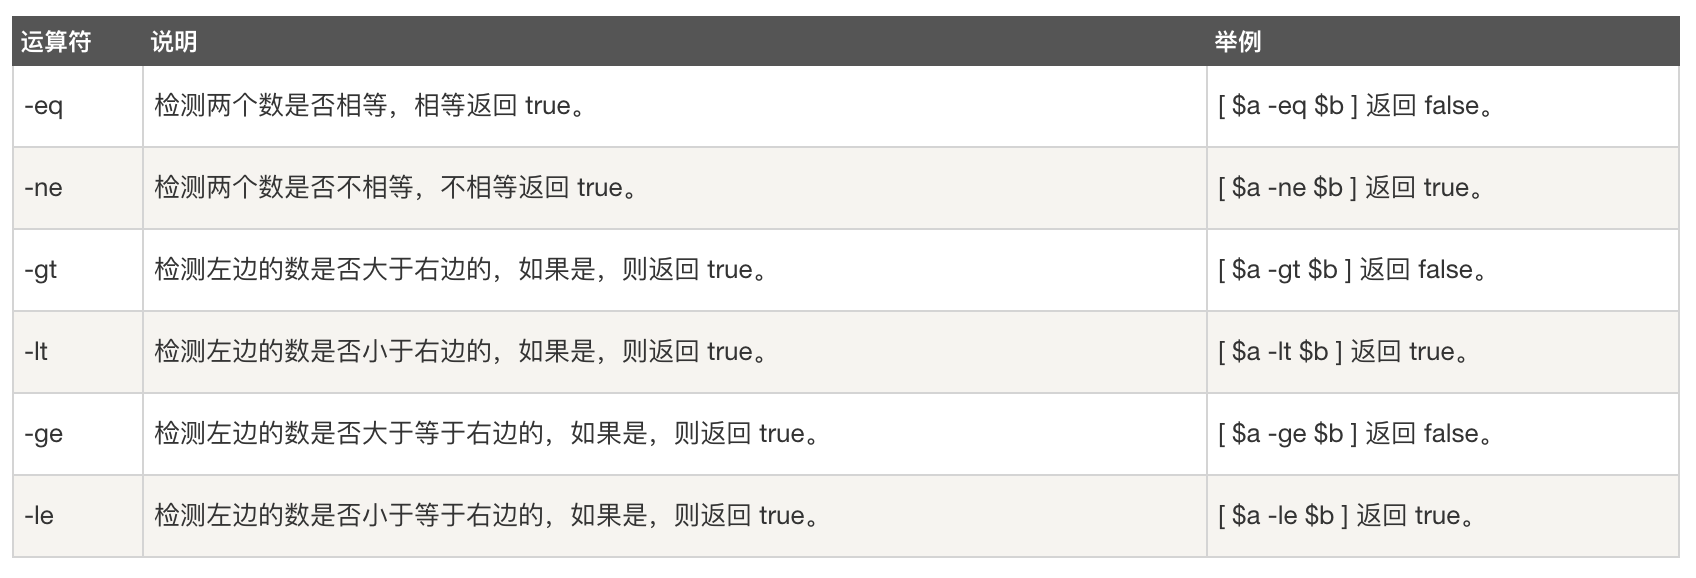 运算符 说明 举例
-eq 检测两个数是否相等，相等返回 true。 [ $a -eq $b ] 返回 false。
-ne 检测两个数是否不相等，不相等返回 true。 [ $a -ne $b ] 返回 true。
-gt 检测左边的数是否大于右边的，如果是，则返回 true。 [ $a -gt $b ] 返回 false。
-lt 检测左边的数是否小于右边的，如果是，则返回 true。 [ $a -lt $b ] 返回 true。
-ge 检测左边的数是否大于等于右边的，如果是，则返回 true。 [ $a -ge $b ] 返回 false。
-le 检测左边的数是否小于等于右边的，如果是，则返回 true。 [ $a -le $b ] 返回 true。